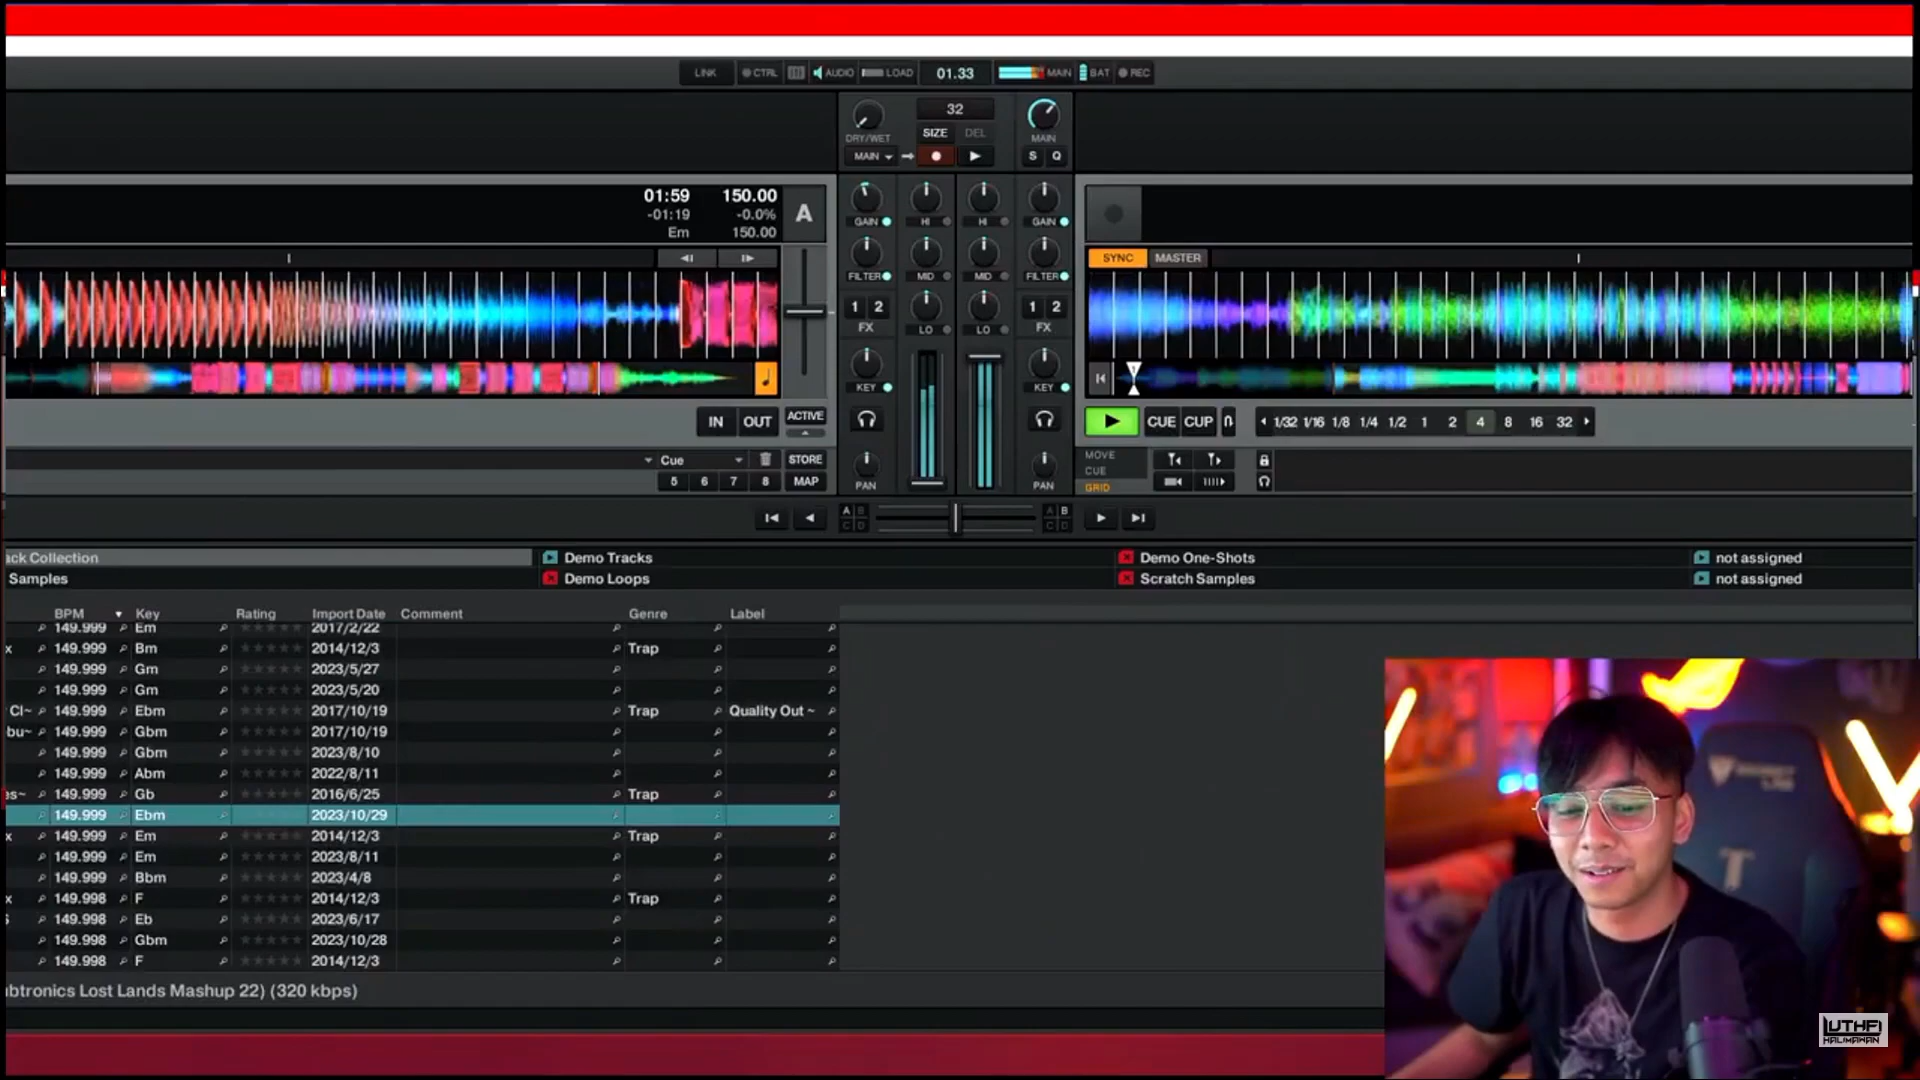 LINK CTRL AUDIO LOAD 01.33 MAIN BAT REC
32
DRY/WET SIZE DEL MAIN
MAIN S Q
01:59 150.00
-01:19 -0.0%
Em 150.00
A
GAIN HI HI GAIN
FILTER MID MID FILTER
1 2 1 2
FX LO LO FX
KEY KEY
PAN PAN
SYNC MASTER
IN OUT ACTIVE
CUE CUP 1/32 1/16 1/8 1/4 1/2 1 2 4 8 16 32
Cue STORE
5 6 7 8 MAP
MOVE
CUE
GRID
A B A B
C D C D
ack Collection Demo Tracks Demo One-Shots not assigned
Samples Demo Loops Scratch Samples not assigned
BPM Key Rating Import Date Comment Genre Label
149.999 Em 2017/2/22
x 149.999 Bm 2014/12/3 Trap
149.999 Gm 2023/5/27
149.999 Gm 2023/5/20
Cl~ 149.999 Ebm 2017/10/19 Trap Quality Out ~
bu~ 149.999 Gbm 2017/10/19
149.999 Gbm 2023/8/10
149.999 Abm 2022/8/11
es~ 149.999 Gb 2016/6/25 Trap
149.999 Ebm 2023/10/29
x 149.999 Em 2014/12/3 Trap
149.999 Em 2023/8/11
149.999 Bbm 2023/4/8
x 149.998 F 2014/12/3 Trap
149.998 Eb 2023/6/17
149.998 Gbm 2023/10/28
149.998 F 2014/12/3
btronics Lost Lands Mashup 22) (320 kbps)
LUTHFI
HALIMAWAN